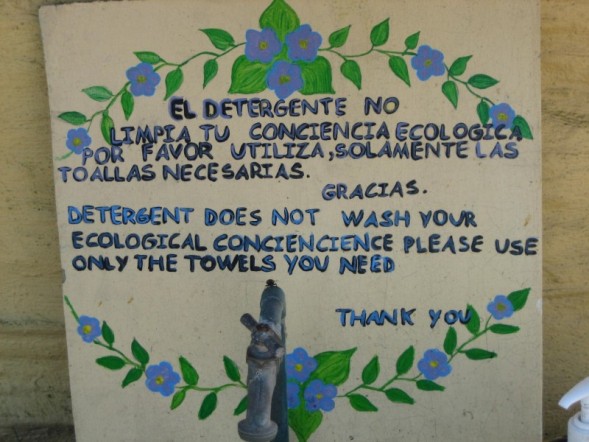 EL DETERGENTE NO
LIMPIA TU CONCIENCIA ECOLOGICA
POR FAVOR UTILIZA, SOLAMENTE LAS
TOALLAS NECESARIAS.
GRACIAS.
DETERGENT DOES NOT WASH YOUR
ECOLOGICAL CONCIENCIENCE PLEASE USE
ONLY THE TOWELS YOU NEED
THANK YOU